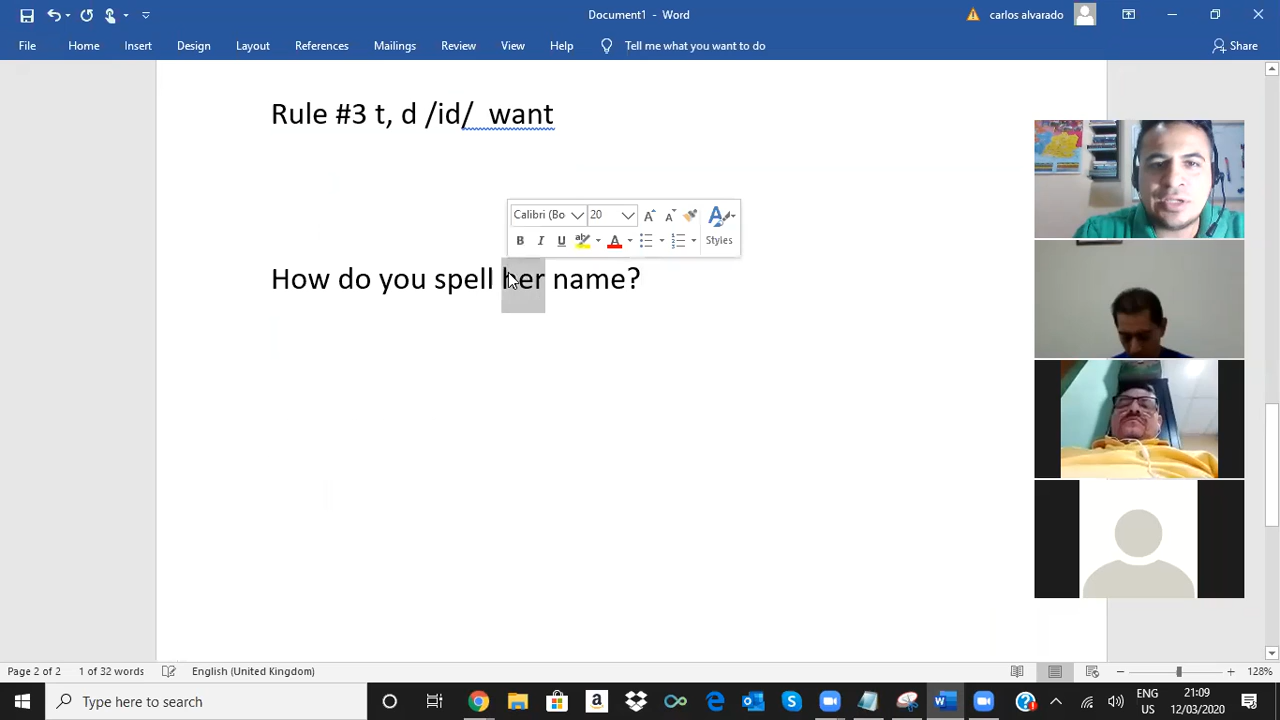 Document1 - Word
carlos alvarado
File Home Insert Design Layout References Mailings Review View Help Tell me what you want to do Share
Rule #3 t, d /id/ want
Calibri (Bo 20
B I U ab A Styles
How do you spell her name?
Page 2 of 2 1 of 32 words English (United Kingdom) 128%
Type here to search
ENG 21:09
US 12/03/2020